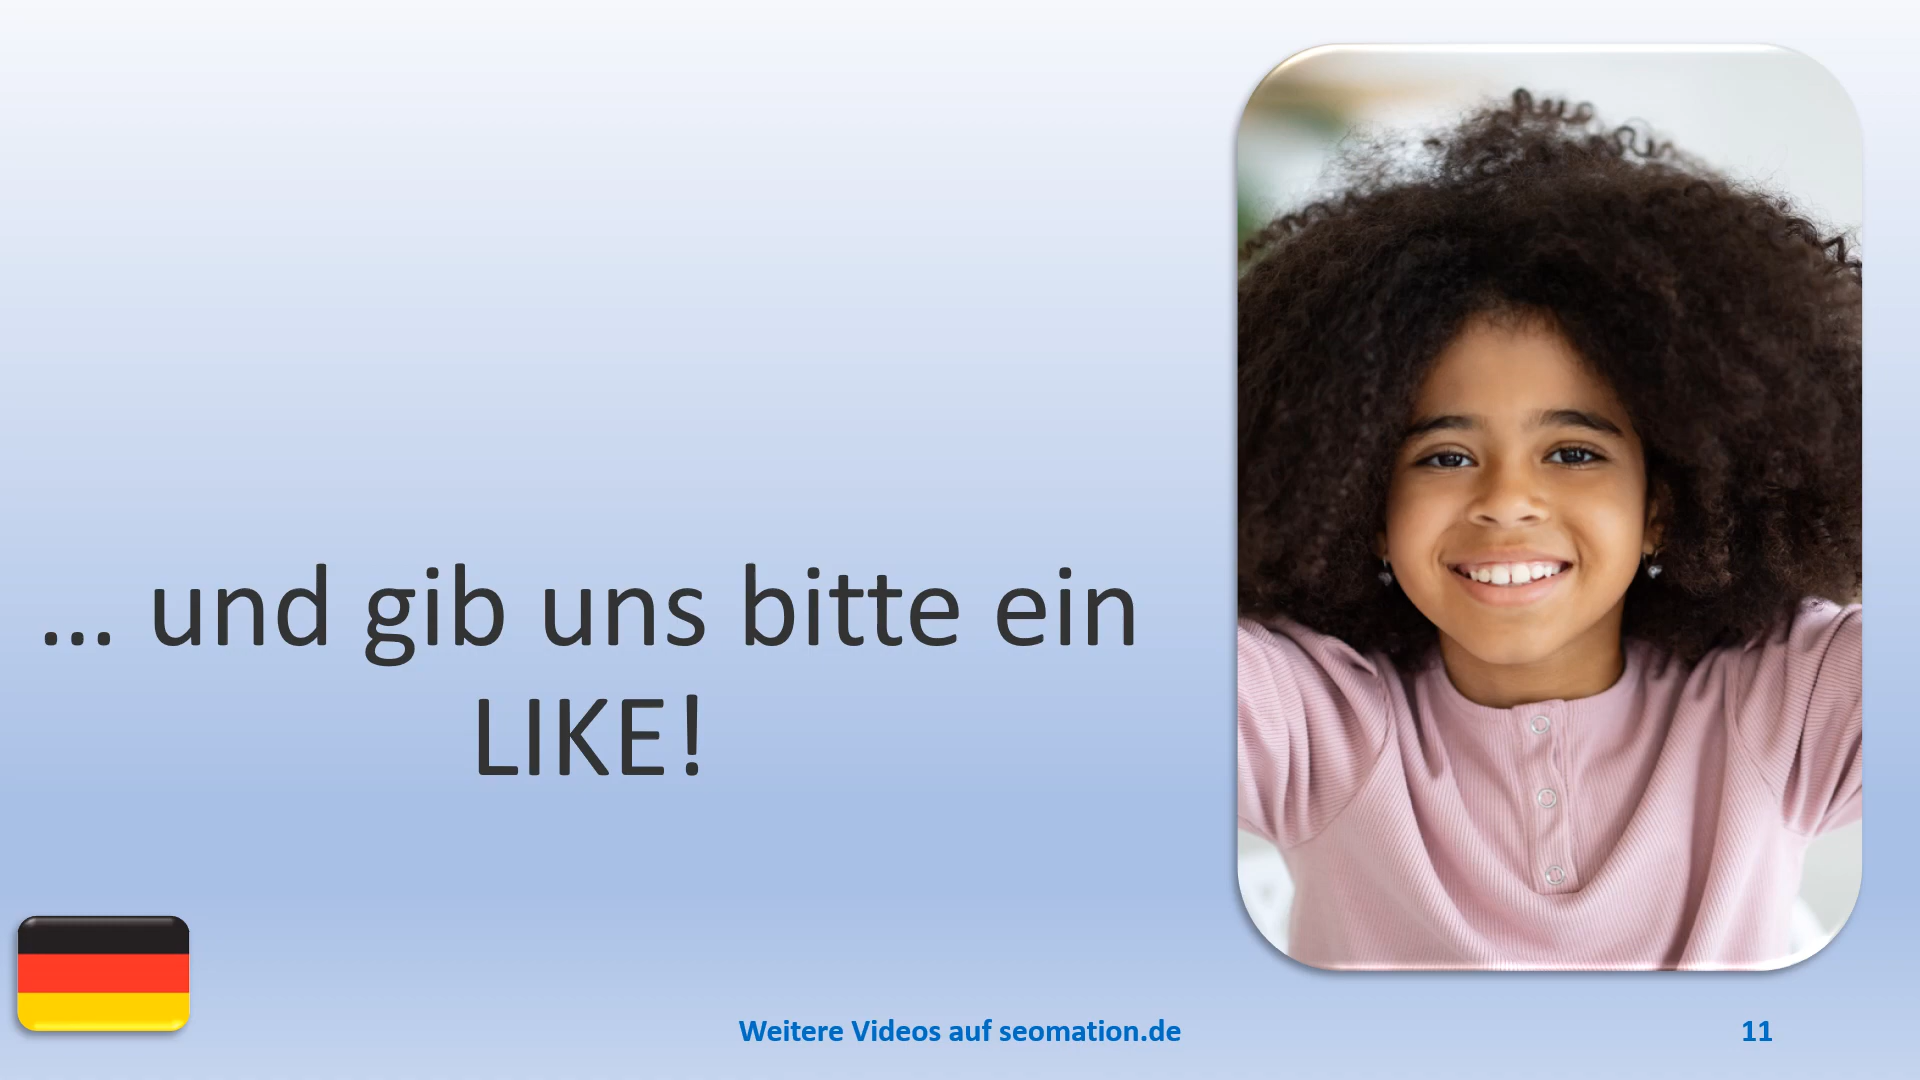 ... und gib uns bitte ein
LIKE!
Weitere Videos auf seomation.de
11